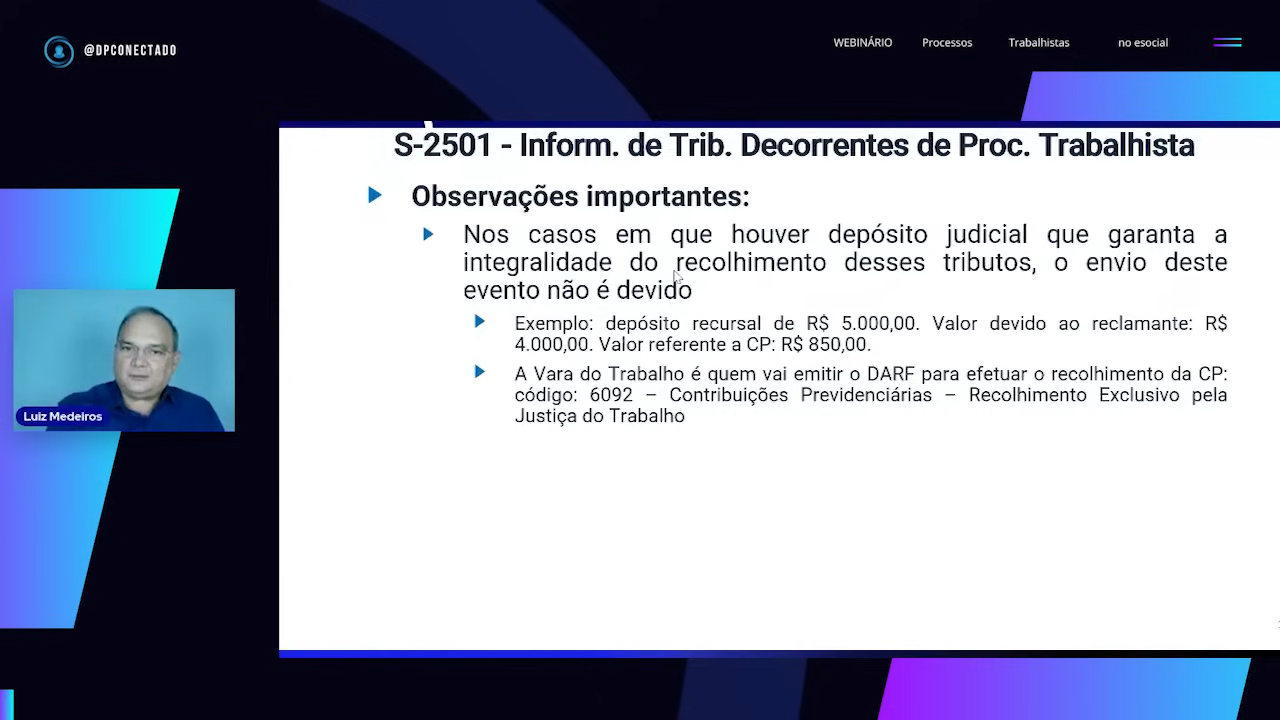 @DPCONECTADO
WEBINÁRIO Processos Trabalhistas no esocial
S-2501 - Inform. de Trib. Decorrentes de Proc. Trabalhista
Observações importantes:
Nos casos em que houver depósito judicial que garanta a
integralidade do recolhimento desses tributos, o envio deste
evento não é devido
Exemplo: depósito recursal de R$ 5.000,00. Valor devido ao reclamante: R$
4.000,00. Valor referente a CP: R$ 850,00.
A Vara do Trabalho é quem vai emitir o DARF para efetuar o recolhimento da CP:
código: 6092 – Contribuições Previdenciárias – Recolhimento Exclusivo pela
Justiça do Trabalho
Luiz Medeiros